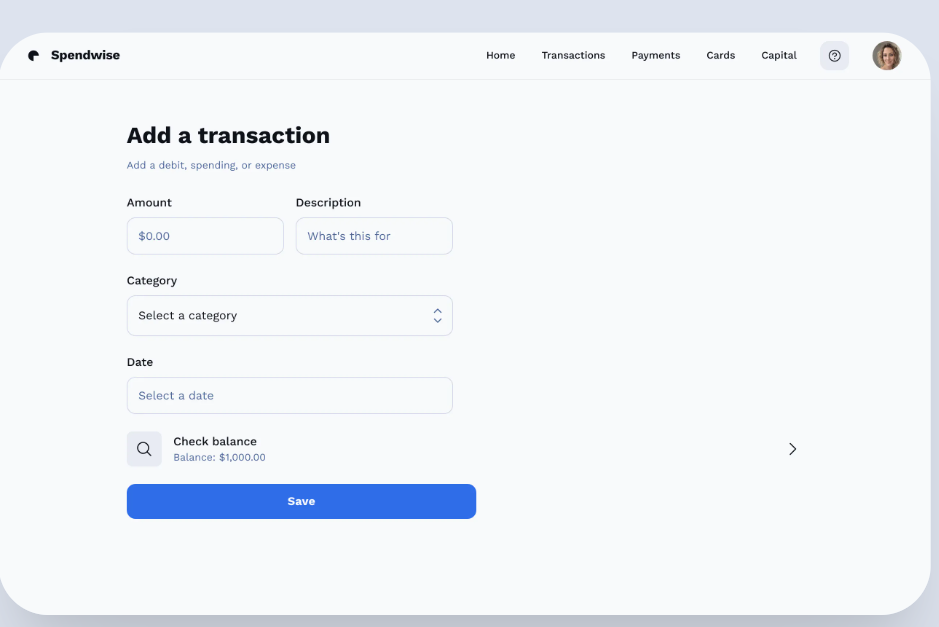 Spendwise
Home Transactions Payments Cards Capital
Add a transaction
Add a debit, spending, or expense
Amount Description
$0.00 What's this for
Category
Select a category
Date
Select a date
Check balance
Balance: $1,000.00
Save